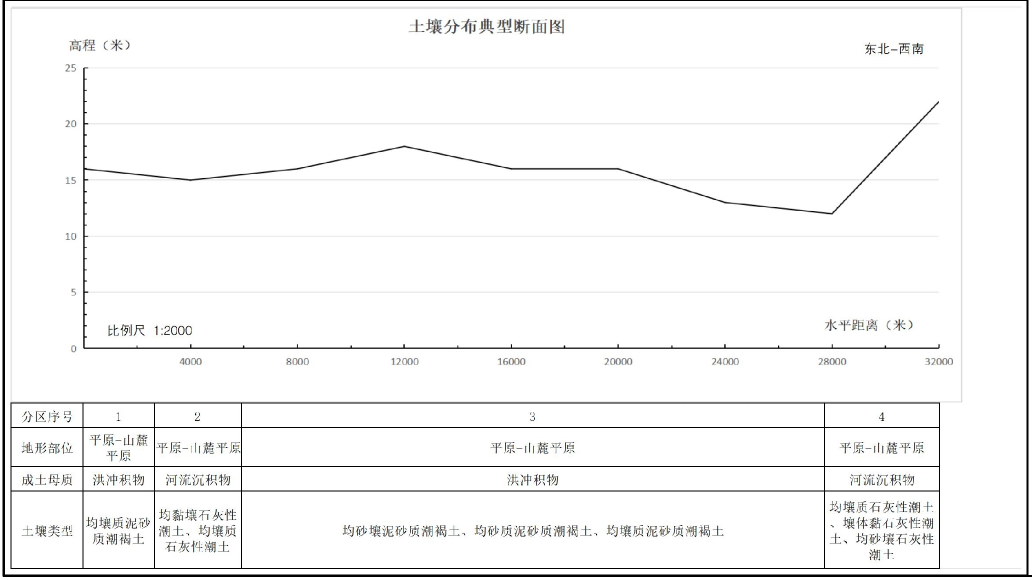 土壤分布典型断面图
高程（米）
东北-西南
25
20
15
10
5
比例尺 1:2000
水平距离（米）
0
4000 8000 12000 16000 20000 24000 28000 32000
分区序号 1 2 3 4
地形部位 平原-山麓
平原 平原-山麓平原 平原-山麓平原 平原-山麓平原
成土母质 洪冲积物 河流沉积物 洪冲积物 河流沉积物
土壤类型
均壤质泥砂
质潮褐土
均黏壤石灰性
潮土、均壤质
石灰性潮土
均砂壤泥砂质潮褐土、均砂质泥砂质潮褐土、均壤质泥砂质潮褐土
均壤质石灰性潮土
、壤体黏石灰性潮
土、均砂壤石灰性
潮土